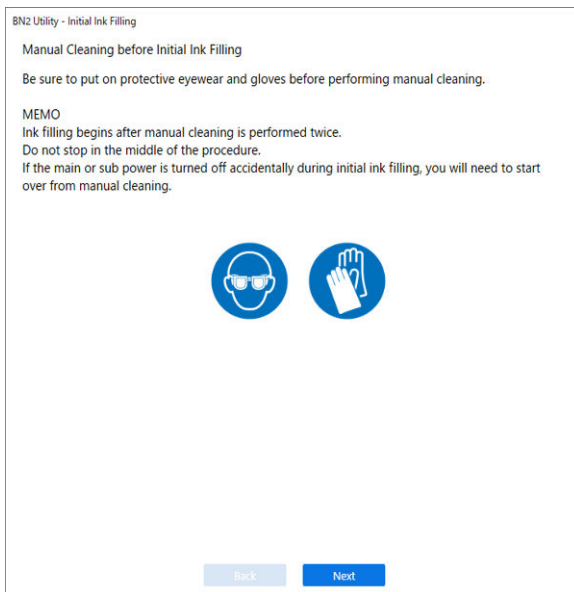 BN2 Utility - Initial Ink Filling
Manual Cleaning before Initial Ink Filling
Be sure to put on protective eyewear and gloves before performing manual cleaning.
MEMO
Ink filling begins after manual cleaning is performed twice.
Do not stop in the middle of the procedure.
If the main or sub power is turned off accidentally during initial ink filling, you will need to start
over from manual cleaning.
Back
Next